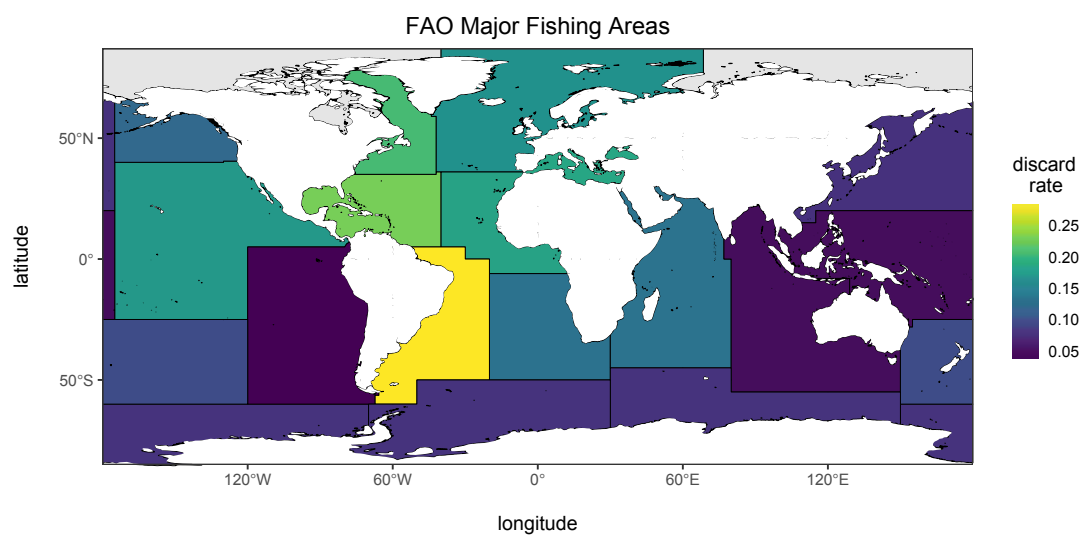 FAO Major Fishing Areas
latitude
50°N
0°
50°S
120°W
60°W
0°
60°E
120°E
longitude
discard
rate
0.25
0.20
0.15
0.10
0.05